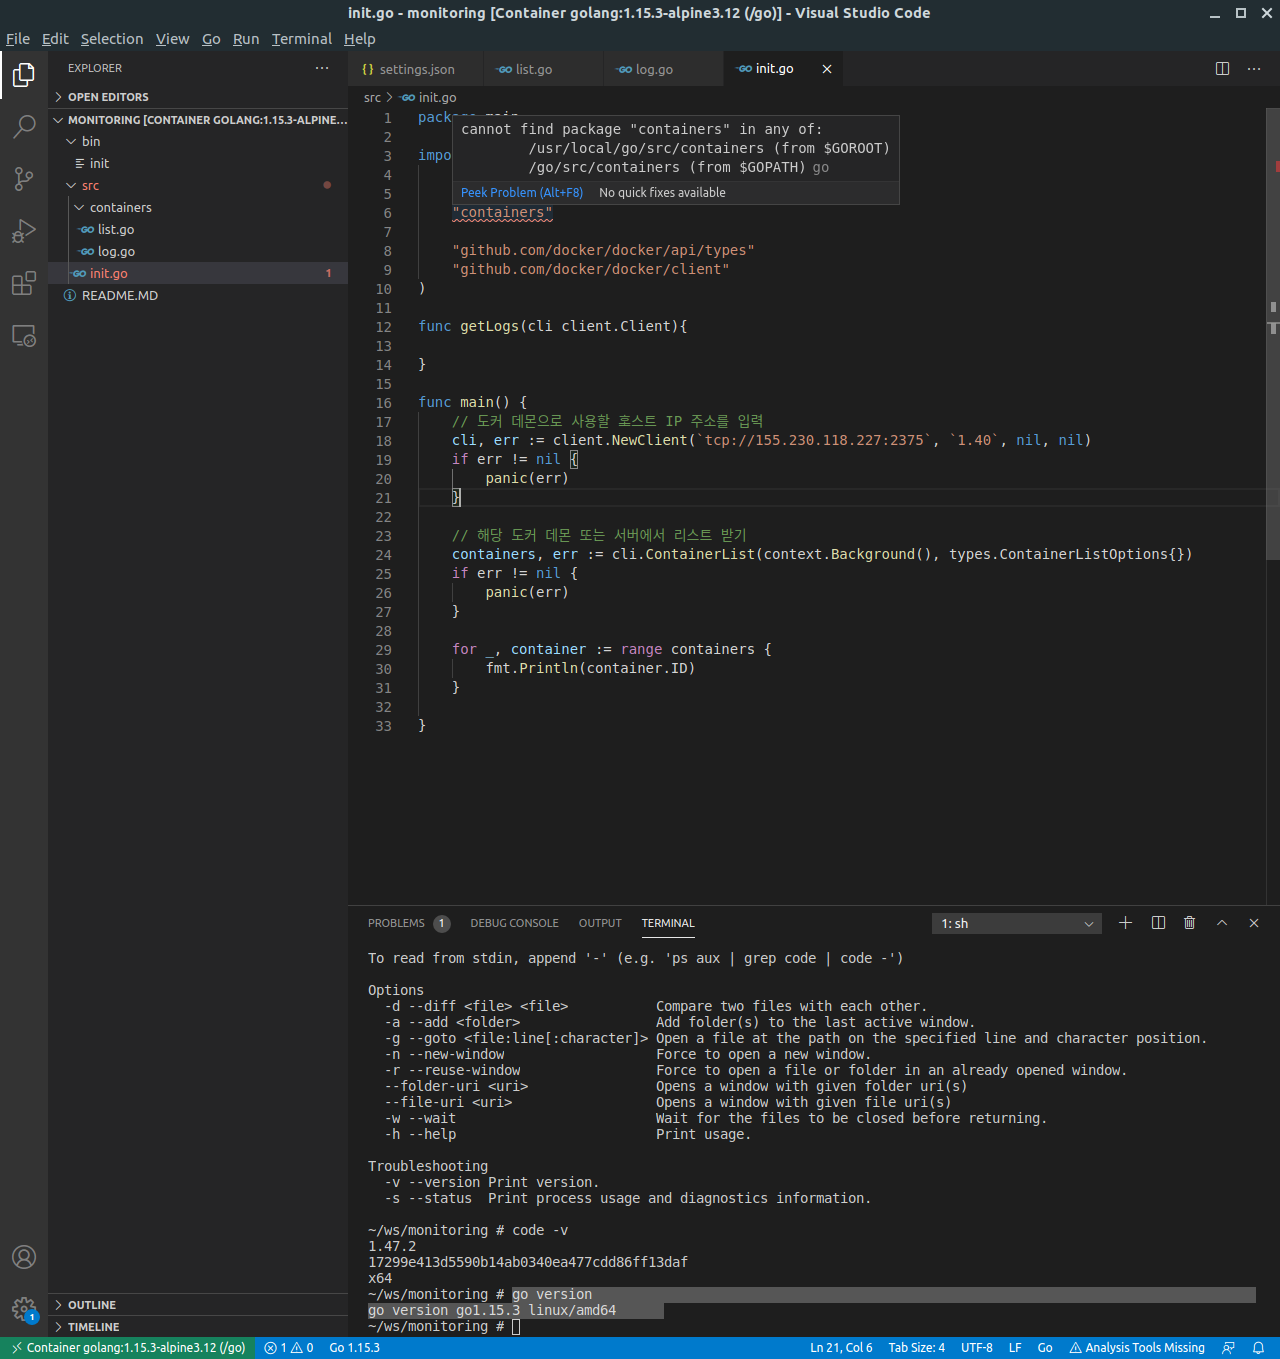 init.go - monitoring [Container golang:1.15.3-alpine3.12 (/go)] - Visual Studio Code
File Edit Selection View Go Run Terminal Help
EXPLORER
OPEN EDITORS
MONITORING [CONTAINER GOLANG:1.15.3-ALPINE...
bin
init
src
containers
list.go
log.go
init.go 1
README.MD
OUTLINE
TIMELINE
{} settings.json
list.go
log.go
init.go
src > init.go
1 package main
2
3 impo
4
5
cannot find package "containers" in any of:
/usr/local/go/src/containers (from $GOROOT)
/go/src/containers (from $GOPATH) go
Peek Problem (Alt+F8) No quick fixes available
6 "containers"
7
8 "github.com/docker/docker/api/types"
9 "github.com/docker/docker/client"
10 )
11
12 func getLogs(cli client.Client){
13
14 }
15
16 func main() {
17 // 도커 데몬으로 사용할 호스트 IP 주소를 입력
18 cli, err := client.NewClient(`tcp://155.230.118.227:2375`, `1.40`, nil, nil)
19 if err != nil {
20 panic(err)
21 }
22
23 // 해당 도커 데몬 또는 서버에서 리스트 받기
24 containers, err := cli.ContainerList(context.Background(), types.ContainerListOptions{})
25 if err != nil {
26 panic(err)
27 }
28
29 for _, container := range containers {
30 fmt.Println(container.ID)
31 }
32
33 }
PROBLEMS 1 DEBUG CONSOLE OUTPUT TERMINAL 1: sh
To read from stdin, append '-' (e.g. 'ps aux | grep code | code -')
Options
-d --diff <file> <file> Compare two files with each other.
-a --add <folder> Add folder(s) to the last active window.
-g --goto <file:line[:character]> Open a file at the path on the specified line and character position.
-n --new-window Force to open a new window.
-r --reuse-window Force to open a file or folder in an already opened window.
--folder-uri <uri> Opens a window with given folder uri(s)
--file-uri <uri> Opens a window with given file uri(s)
-w --wait Wait for the files to be closed before returning.
-h --help Print usage.
Troubleshooting
-v --version Print version.
-s --status Print process usage and diagnostics information.
~/ws/monitoring # code -v
1.47.2
17299e413d5590b14ab0340ea477cdd86ff13daf
x64
~/ws/monitoring # go version
go version go1.15.3 linux/amd64
~/ws/monitoring #
1
Container golang:1.15.3-alpine3.12 (/go) 1 0 Go 1.15.3 Ln 21, Col 6 Tab Size: 4 UTF-8 LF Go Analysis Tools Missing